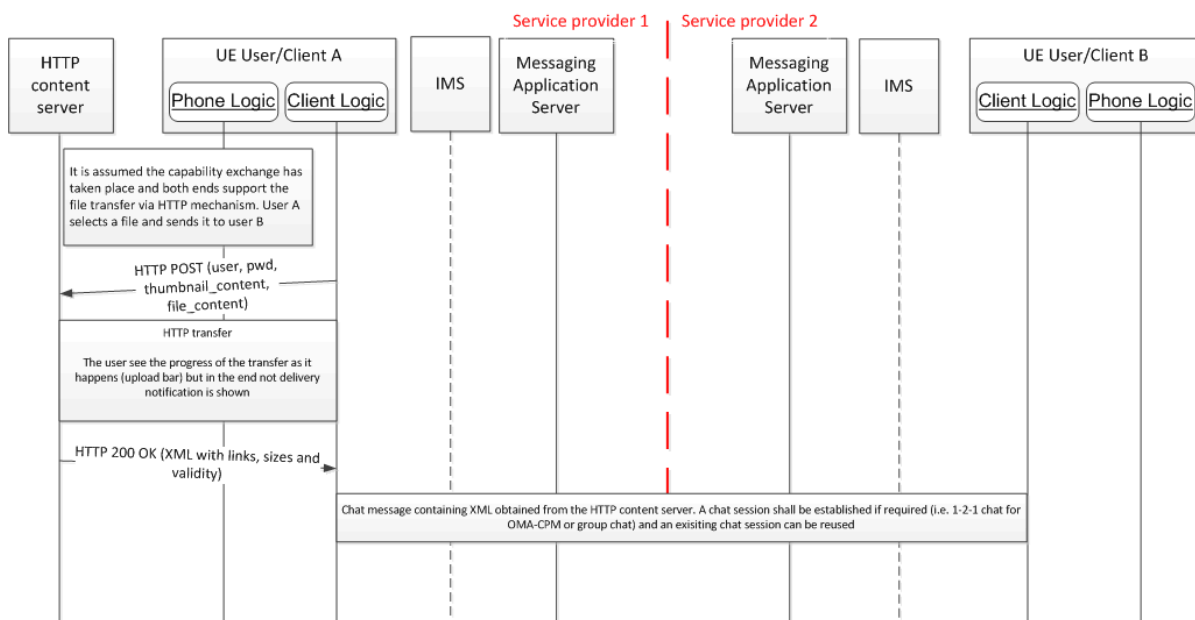 Service provider 1
Service provider 2
HTTP
content
server
UE User/Client A
Phone Logic
Client Logic
IMS
Messaging
Application
Server
Messaging
Application
Server
IMS
UE User/Client B
Client Logic
Phone Logic
It is assumed the capability exchange has
taken place and both ends support the
file transfer via HTTP mechanism. User A
selects a file and sends it to user B
HTTP POST (user, pwd,
thumbnail_content,
file_content)
HTTP transfer
The user see the progress of the transfer as it
happens (upload bar) but in the end not delivery
notification is shown
HTTP 200 OK (XML with links, sizes and
validity)
Chat message containing XML obtained from the HTTP content server. A chat session shall be established if required (i.e. 1-2-1 chat for
OMA-CPM or group chat) and an exisiting chat session can be reused